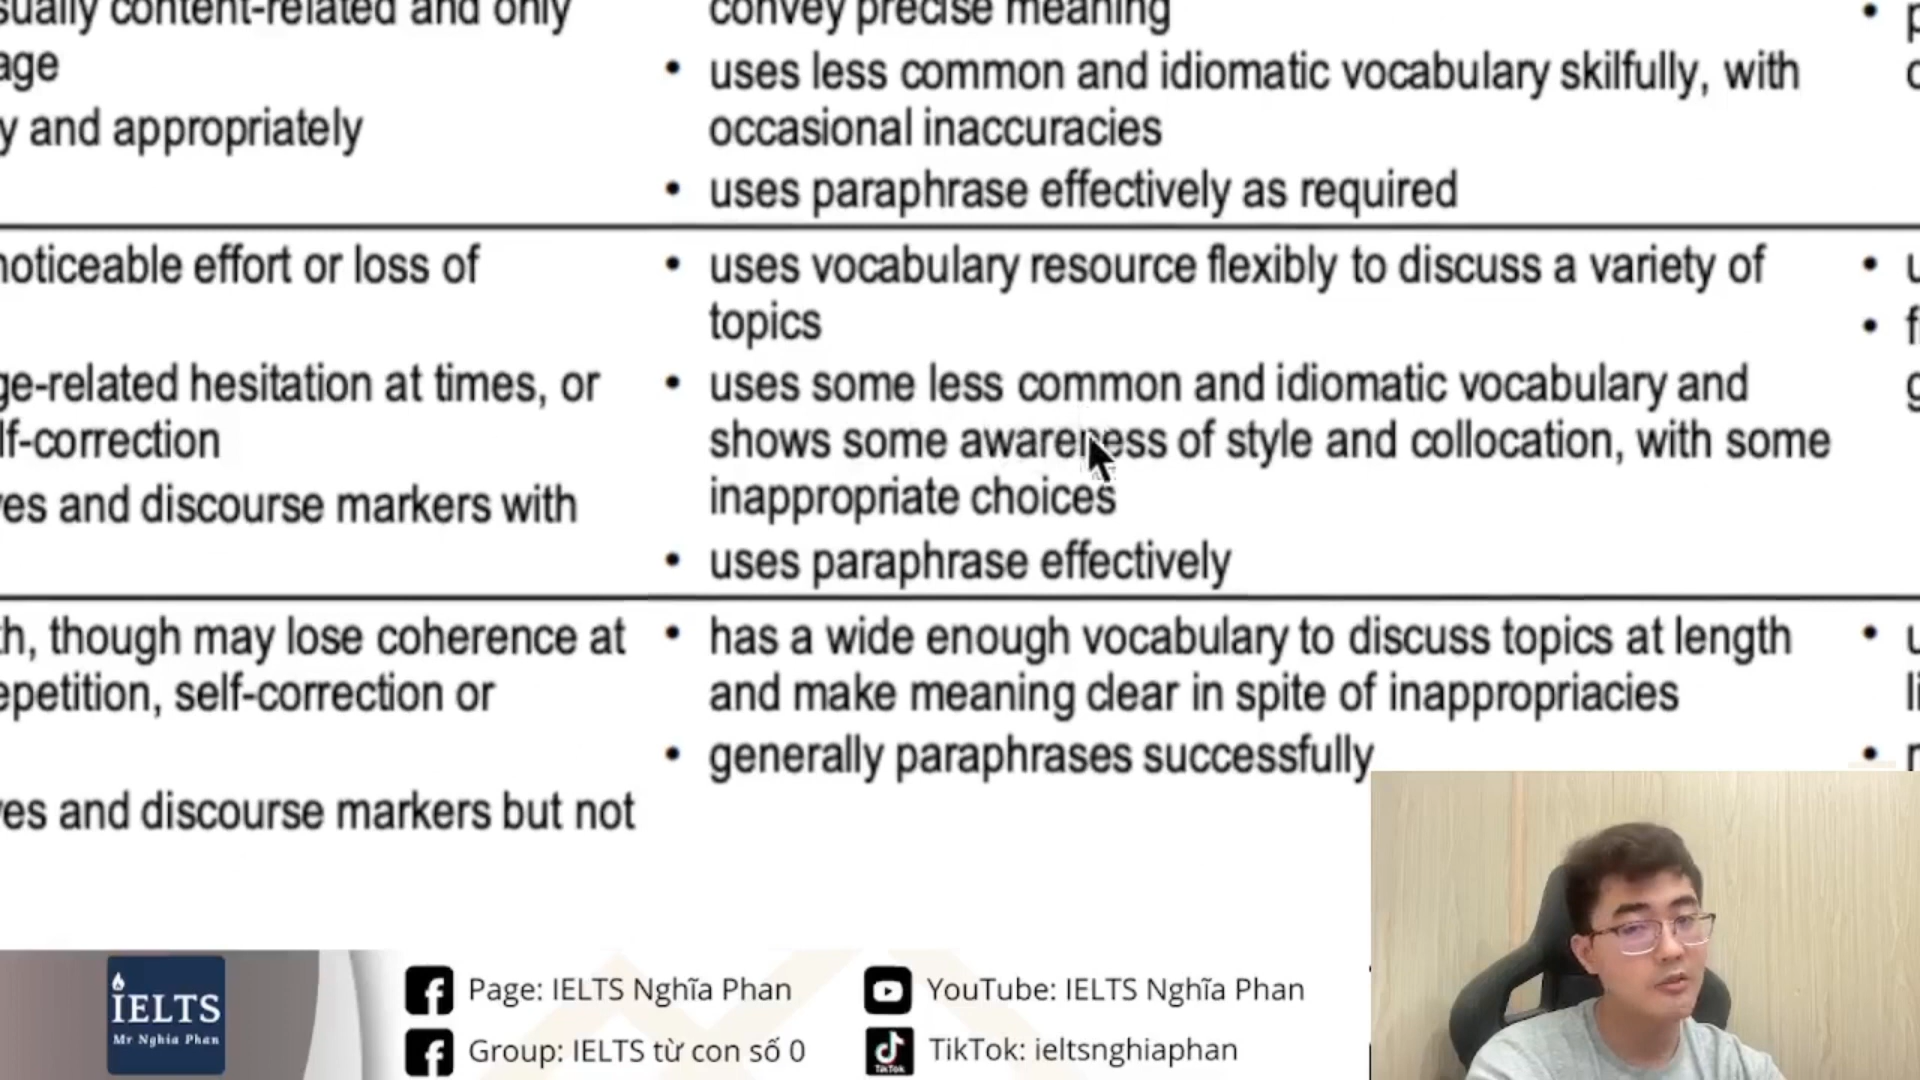 sually content-related and only
age
y and appropriately
convey precise meaning
• uses less common and idiomatic vocabulary skilfully, with
occasional inaccuracies
• uses paraphrase effectively as required
noticeable effort or loss of
ge-related hesitation at times, or
lf-correction
ves and discourse markers with
• uses vocabulary resource flexibly to discuss a variety of
topics
• uses some less common and idiomatic vocabulary and
shows some awareness of style and collocation, with some
inappropriate choices
• uses paraphrase effectively
th, though may lose coherence at
epetition, self-correction or
ves and discourse markers but not
• has a wide enough vocabulary to discuss topics at length
and make meaning clear in spite of inappropriacies
• generally paraphrases successfully
IELTS
Mr Nghia Phan
Page: IELTS Nghĩa Phan
Group: IELTS từ con số 0
YouTube: IELTS Nghĩa Phan
TikTok
TikTok: ieltsnghiaphan